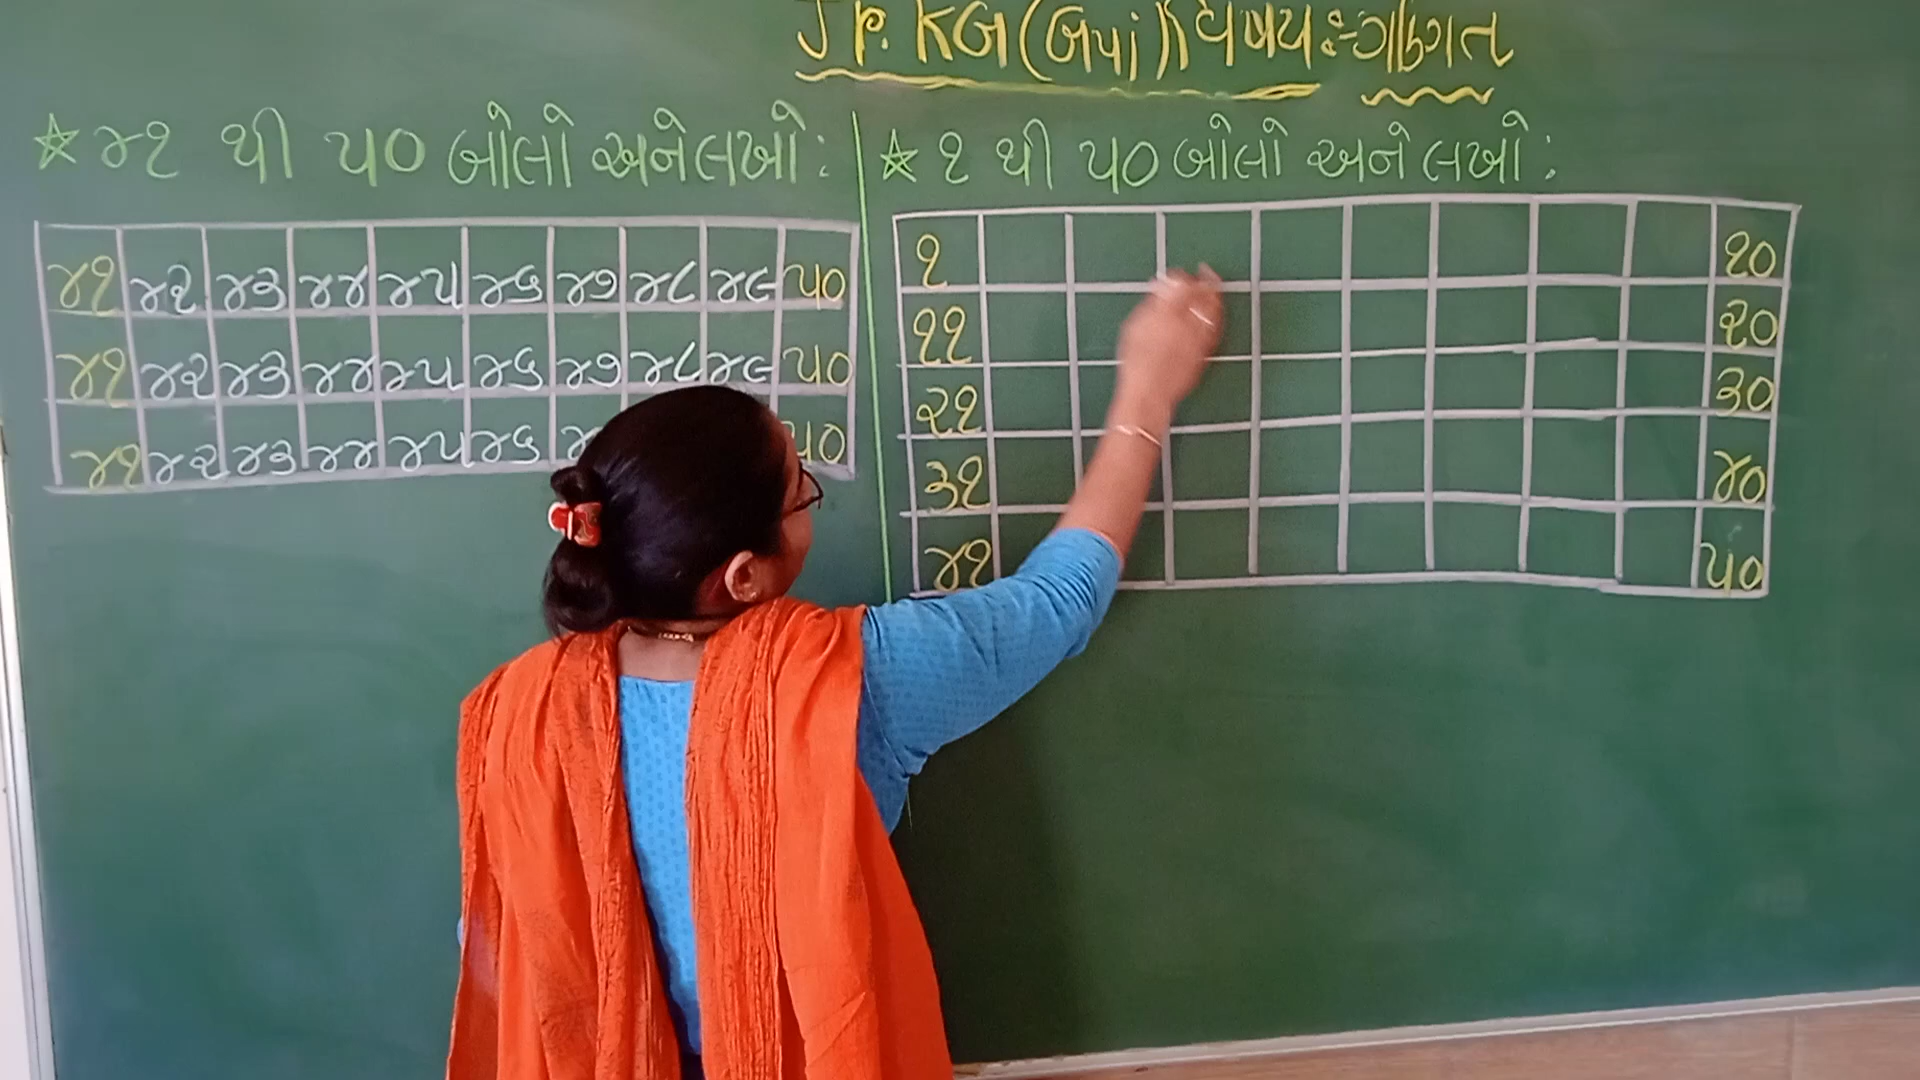 Jr. KG (બપા) વિષય :- ગણિત
★ ૪૧ થી ૫૦ બોલો અને લખો :
૪૧ ૪૨ ૪૩ ૪૪ ૪૫ ૪૬ ૪૭ ૪૮ ૪૯ ૫૦
૪૧ ૪૨ ૪૩ ૪૪ ૪૫ ૪૬ ૪૭ ૪૮ ૪૯ ૫૦
૪૧ ૪૨ ૪૩ ૪૪ ૪૫ ૪૬ ૫૦
★ ૧ થી ૫૦ બોલો અને લખો :
૧ ૧૦
૧૧ ૨૦
૨૧ ૩૦
૩૧ ૪૦
૪૧ ૫૦